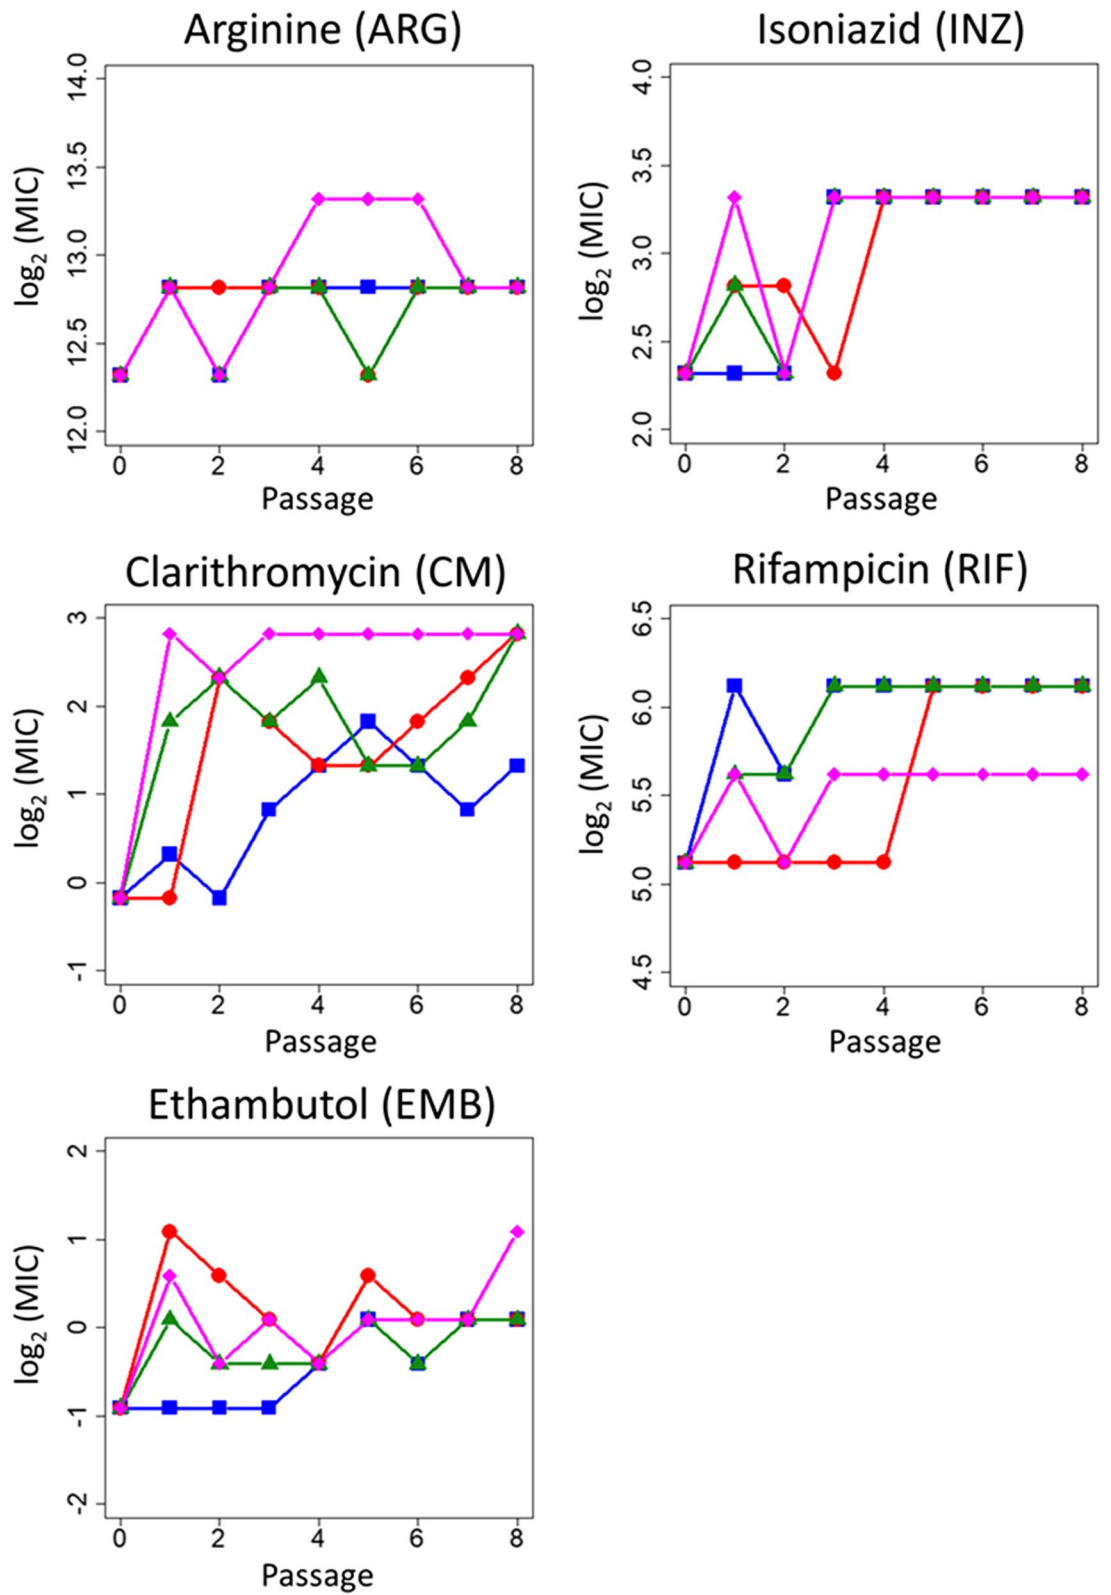 Arginine (ARG)
log2 (MIC)
14.0
13.5
13.0
12.5
12.0
0 2 4 6 8
Passage
Isoniazid (INZ)
log2 (MIC)
4.0
3.5
3.0
2.5
2.0
0 2 4 6 8
Passage
Clarithromycin (CM)
log2 (MIC)
3
2
1
0
-1
0 2 4 6 8
Passage
Rifampicin (RIF)
log2 (MIC)
6.5
6.0
5.5
5.0
4.5
0 2 4 6 8
Passage
Ethambutol (EMB)
log2 (MIC)
2
1
0
-1
-2
0 2 4 6 8
Passage